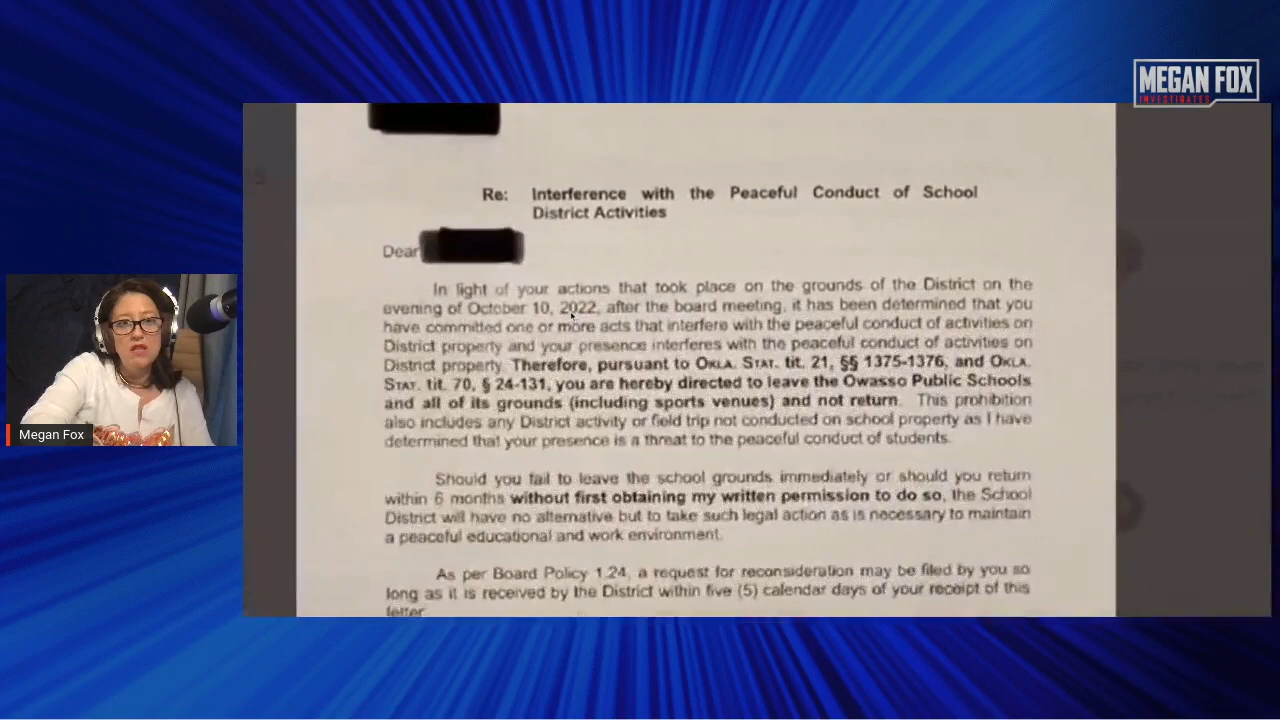 MEGAN FOX
INVESTIGATES
Re: Interference with the Peaceful Conduct of School
District Activities
Dear
In light of your actions that took place on the grounds of the District on the
evening of October 10, 2022, after the board meeting, it has been determined that you
have committed one or more acts that interfere with the peaceful conduct of activities on
District property and your presence interferes with the peaceful conduct of activities on
District property. Therefore, pursuant to OKLA. STAT. tit. 21, §§ 1375-1376, and OKLA.
STAT. tit. 70, § 24-131, you are hereby directed to leave the Owasso Public Schools
and all of its grounds (including sports venues) and not return. This prohibition
also includes any District activity or field trip not conducted on school property as I have
determined that your presence is a threat to the peaceful conduct of students.
Should you fail to leave the school grounds immediately or should you return
within 6 months without first obtaining my written permission to do so, the School
District will have no alternative but to take such legal action as is necessary to maintain
a peaceful educational and work environment.
As per Board Policy 1.24, a request for reconsideration may be filed by you so
long as it is received by the District within five (5) calendar days of your receipt of this
letter
Megan Fox